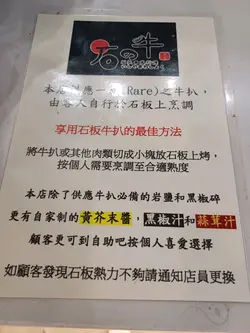 石の牛
本店供應一分(Rare)之牛扒,
由客人自行於石板上烹調
享用石板牛扒的最佳方法
將牛扒或其他肉類切成小塊放石板上烤,
按個人需要烹調至合適熟度
本店除了供應牛扒必備的岩鹽和黑椒碎
更有自家制的黃芥末醬,黑椒汁和蒜茸汁
顧客更可到自助吧按個人喜愛選擇
如顧客發現石板熱力不夠請通知店員更換